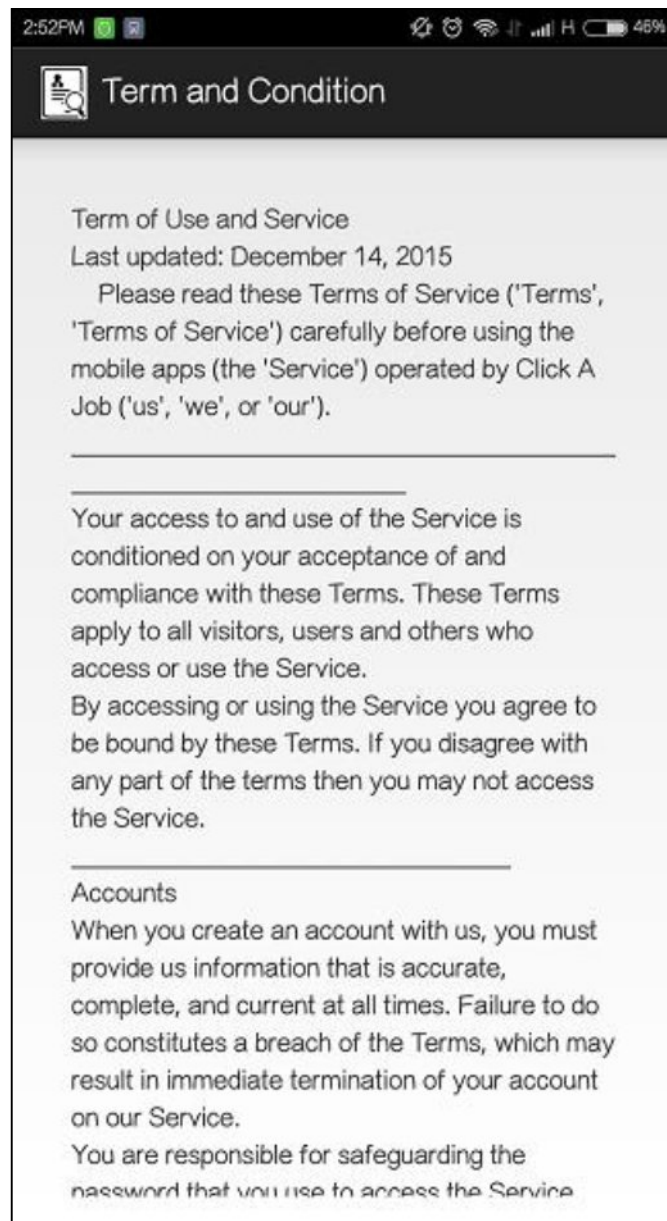 2:52PM H 46%
Term and Condition
Term of Use and Service
Last updated: December 14, 2015
Please read these Terms of Service ('Terms',
'Terms of Service') carefully before using the
mobile apps (the 'Service') operated by Click A
Job ('us', 'we', or 'our').
Your access to and use of the Service is
conditioned on your acceptance of and
compliance with these Terms. These Terms
apply to all visitors, users and others who
access or use the Service.
By accessing or using the Service you agree to
be bound by these Terms. If you disagree with
any part of the terms then you may not access
the Service.
Accounts
When you create an account with us, you must
provide us information that is accurate,
complete, and current at all times. Failure to do
so constitutes a breach of the Terms, which may
result in immediate termination of your account
on our Service.
You are responsible for safeguarding the
password that you use to access the Service